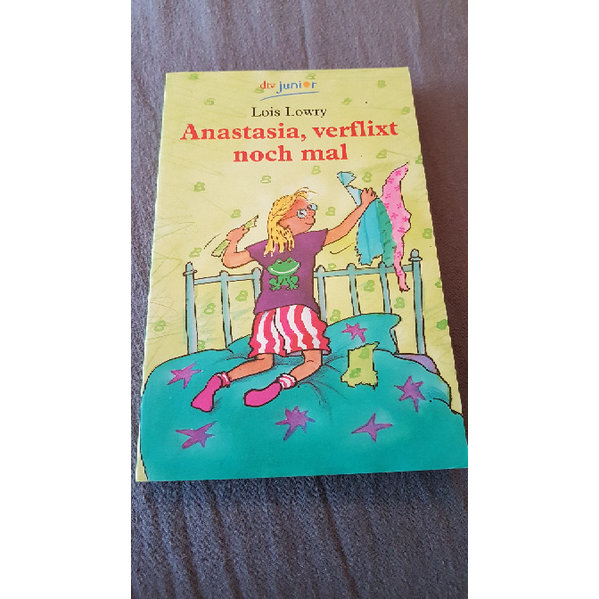 dtv junior
Lois Lowry
Anastasia, verflixt
noch mal